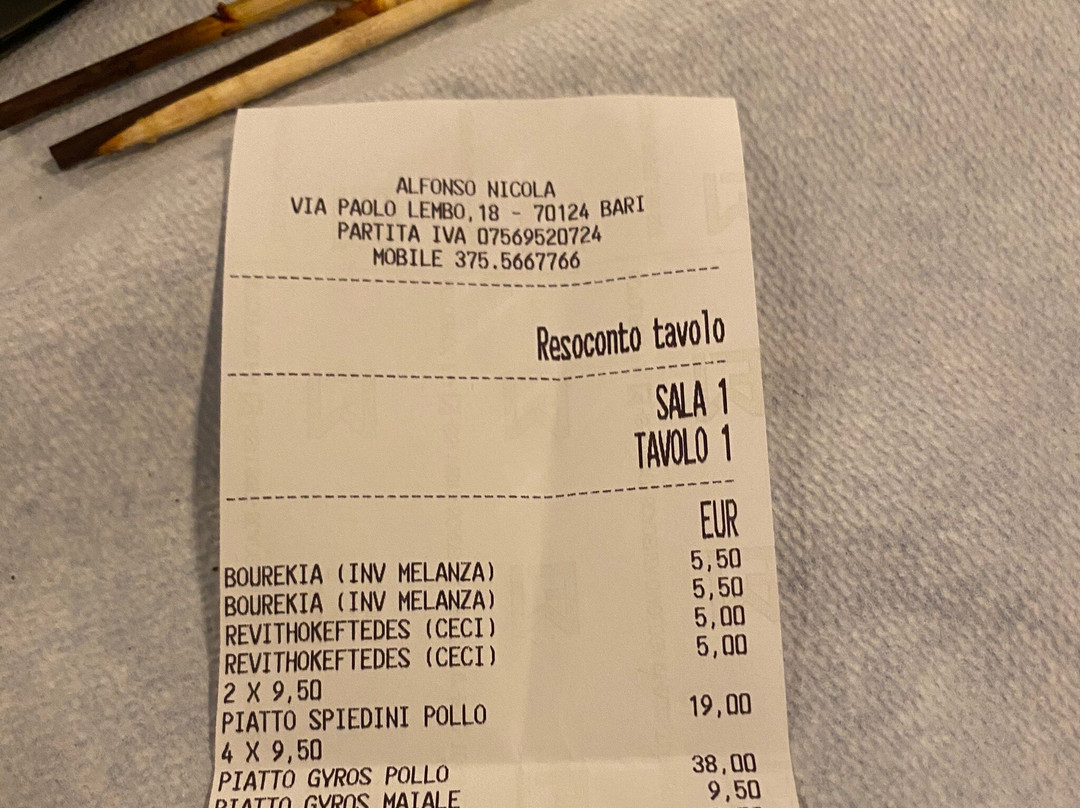 ALFONSO NICOLA
VIA PAOLO LEMBO,18 - 70124 BARI
PARTITA IVA 07569520724
MOBILE 375.5667766
Resoconto tavolo
SALA 1
TAVOLO 1
EUR
BOUREKIA (INV MELANZA) 5,50
BOUREKIA (INV MELANZA) 5,50
REVITHOKEFTEDES (CECI) 5,00
REVITHOKEFTEDES (CECI) 5,00
2 X 9,50
PIATTO SPIEDINI POLLO 19,00
4 X 9,50
PIATTO GYROS POLLO 38,00
PIATTO GYROS MAIALE 9,50